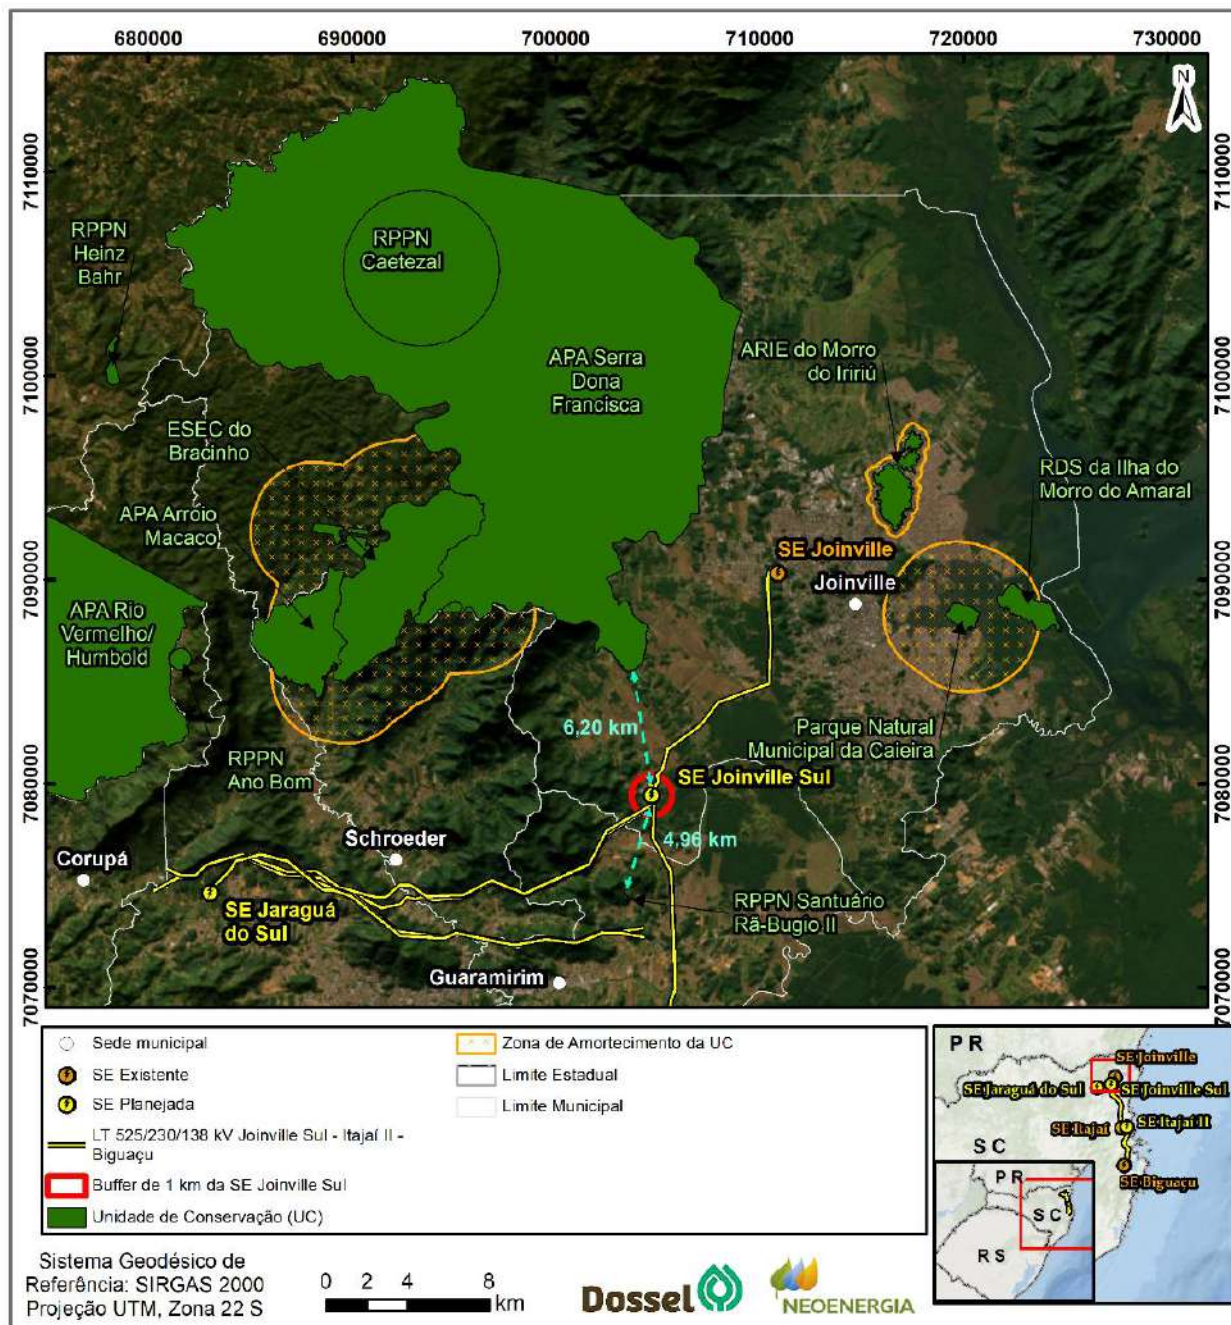 680000 690000 700000 710000 720000 730000
N
7110000
7110000
RPPN
Heinz
Bahr
RPPN
Caetezal
7100000
7100000
APA Serra
Dona
Francisca
ARIE do Morro
do Iririú
ESEC do
Bracinho
RDS da Ilha do
Morro do Amaral
APA Arroio
Macaco
SE Joinville
Joinville
7090000
7090000
APA Rio
Vermelho/
Humbold
6,20 km
Parque Natural
Municipal da Caieira
RPPN
Ano Bom
SE Joinville Sul
7080000
7080000
4,96 km
Schroeder
Corupá
SE Jaraguá
do Sul
RPPN Santuário
Rã-Bugio II
Guaramirim
7070000
7070000
Sede municipal
SE Existente
SE Planejada
LT 525/230/138 kV Joinville Sul - Itajaí II -
Biguaçu
Buffer de 1 km da SE Joinville Sul
Unidade de Conservação (UC)
Zona de Amortecimento da UC
Limite Estadual
Limite Municipal
PR
SE Joinville
SE Jaraguá do Sul
SE Joinville Sul
SE Itajaí
SE Itajaí II
SC
SE Biguaçu
PR
SC
RS
Sistema Geodésico de
Referência: SIRGAS 2000
Projeção UTM, Zona 22 S
0 2 4 8
km
Dossel
NEOENERGIA